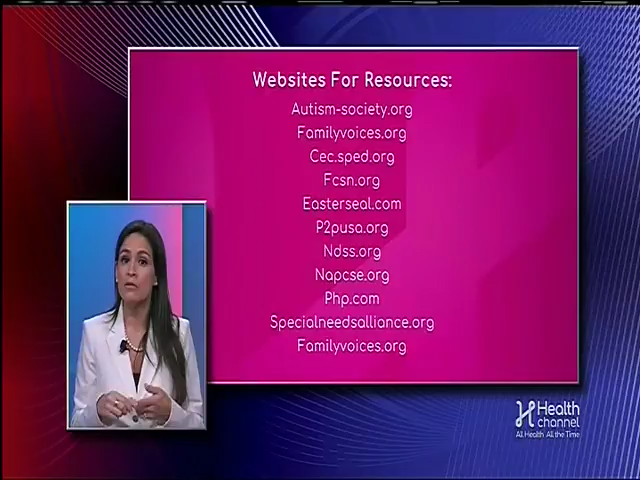 Websites For Resources:
Autism-society.org
Familyvoices.org
Cec.sped.org
Fcsn.org
Easterseal.com
P2pusa.org
Ndss.org
Napcse.org
Php.com
Specialneedsalliance.org
Familyvoices.org
Health
channel
All Health All the Time